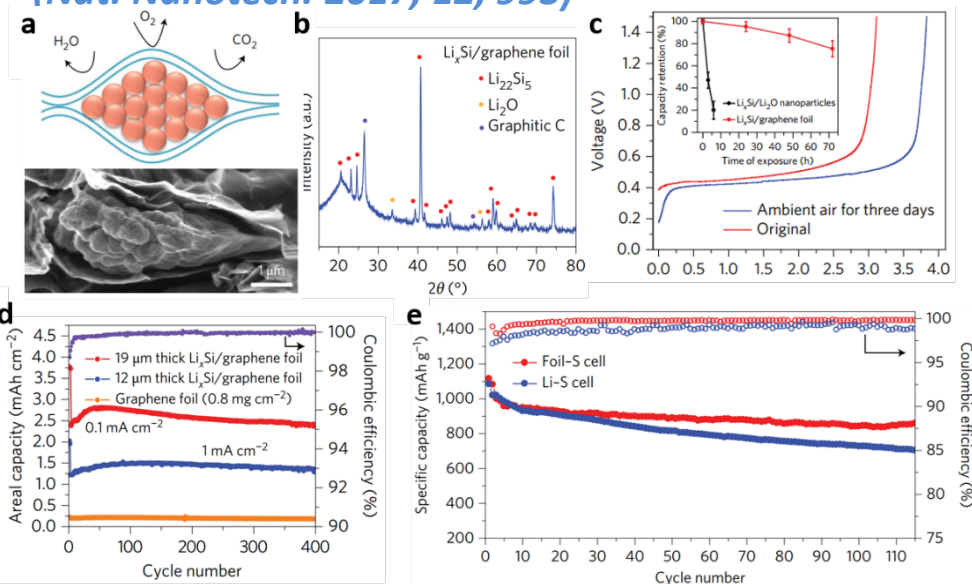 (Nat. Nanotech. 2017, 12, 993)
a
H2O
O2
CO2
1 μm
b
LixSi/graphene foil
Li22Si5
Li2O
Graphitic C
Intensity (a.u.)
20 30 40 50 60 70 80
2θ (°)
c
Voltage (V)
1.4
1.2
1.0
0.8
0.6
0.4
0.2
0.0
Capacity retention (%)
100
80
60
40
20
0
LixSi/Li2O nanoparticles
LixSi/graphene foil
0 10 20 30 40 50 60 70
Time of exposure (h)
Ambient air for three days
Original
0.0 0.5 1.0 1.5 2.0 2.5 3.0 3.5 4.0
d
Areal capacity (mAh cm−2)
4.5
4.0
3.5
3.0
2.5
2.0
1.5
1.0
0.5
0.0
19 μm thick LixSi/graphene foil
12 μm thick LixSi/graphene foil
Graphene foil (0.8 mg cm−2)
0.1 mA cm−2
1 mA cm−2
100
98
96
95
93
91
90
Coulombic efficiency (%)
0 100 200 300 400
Cycle number
e
Specific capacity (mAh g−1)
1,400
1,200
1,000
800
600
400
200
Foil–S cell
Li–S cell
100
95
90
85
80
75
Coulombic efficiency (%)
0 10 20 30 40 50 60 70 80 90 100 110
Cycle number